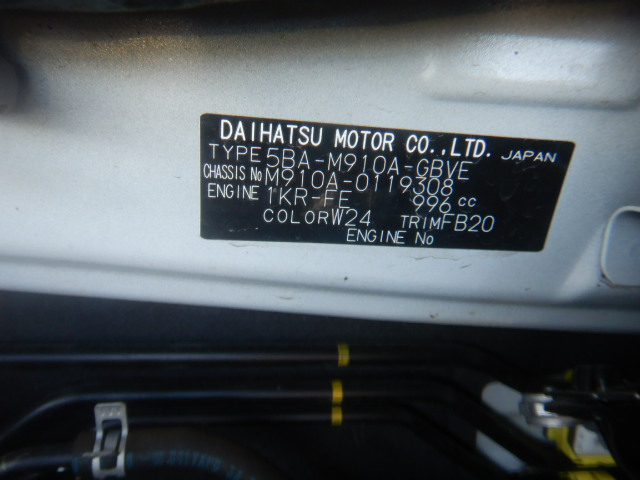 DAIHATSU MOTOR CO.,LTD. JAPAN
TYPE 5BA-M910A-GBVE
CHASSIS No M910A-0119308
ENGINE 1KR-FE 996 cc
COLOR W24 TRIM FB20
ENGINE No